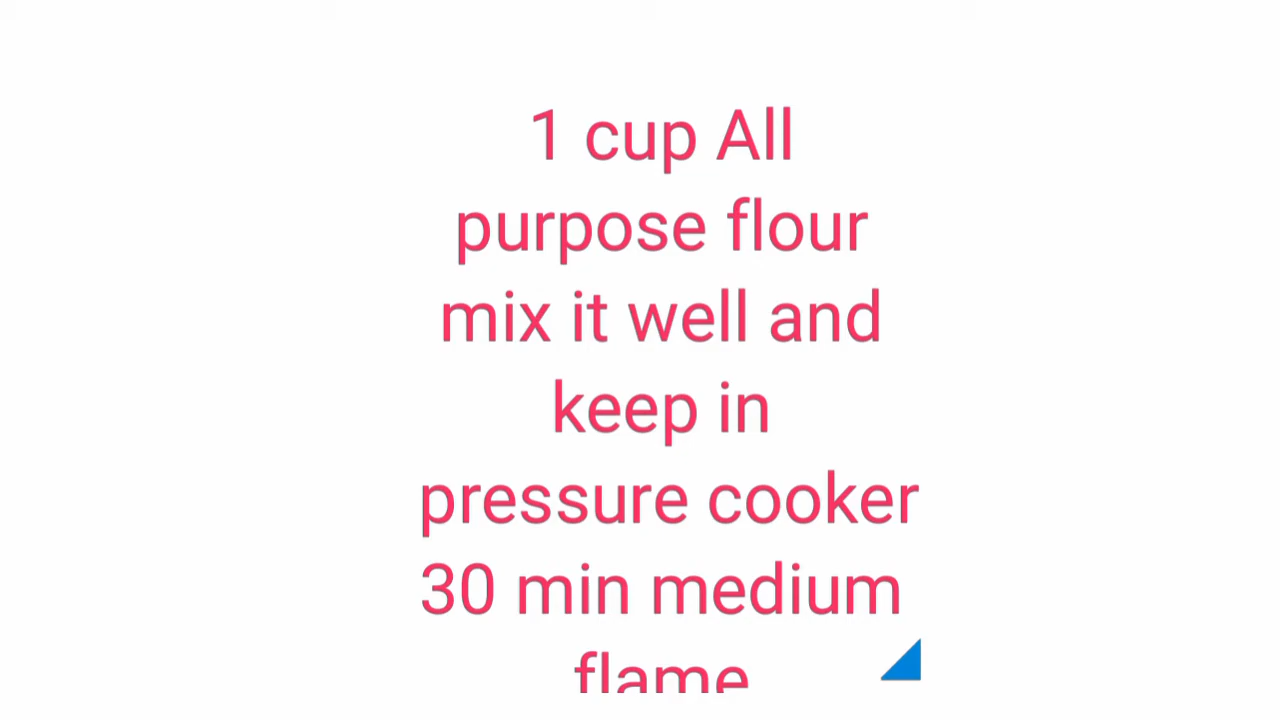 1 cup All
purpose flour
mix it well and
keep in
pressure cooker
30 min medium
flame